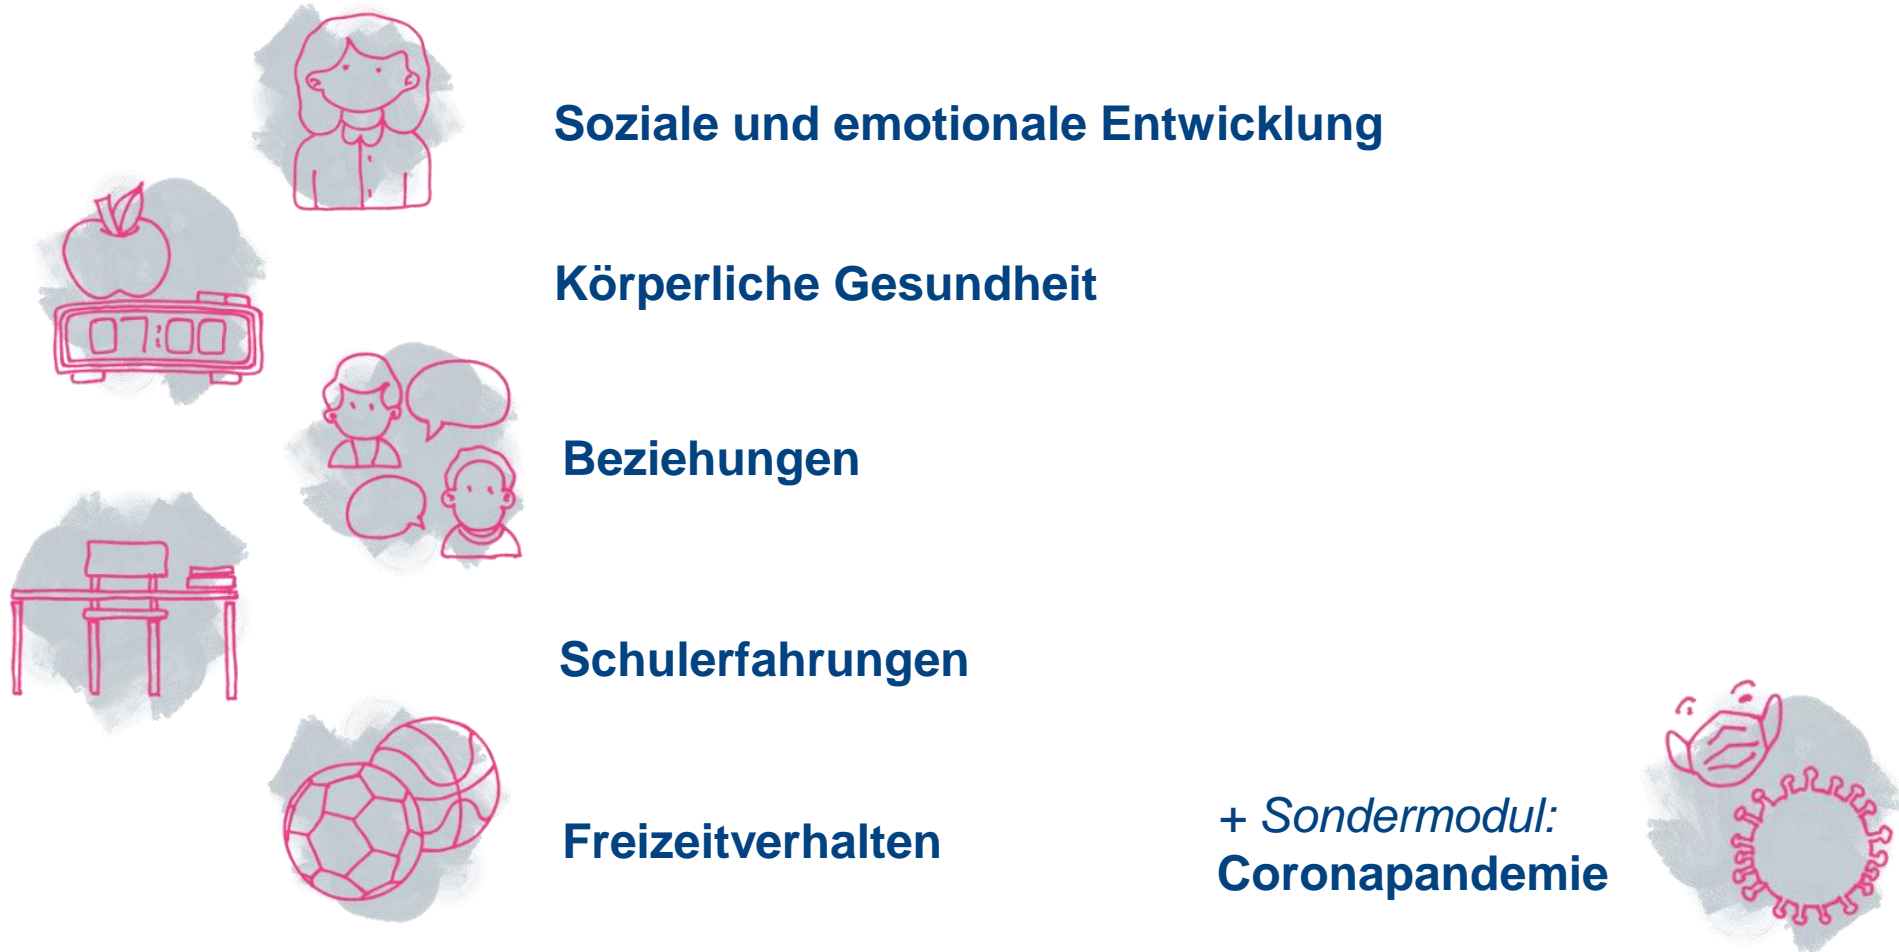 Soziale und emotionale Entwicklung
Körperliche Gesundheit
07:00
Beziehungen
Schulerfahrungen
Freizeitverhalten
+ Sondermodul:
Coronapandemie